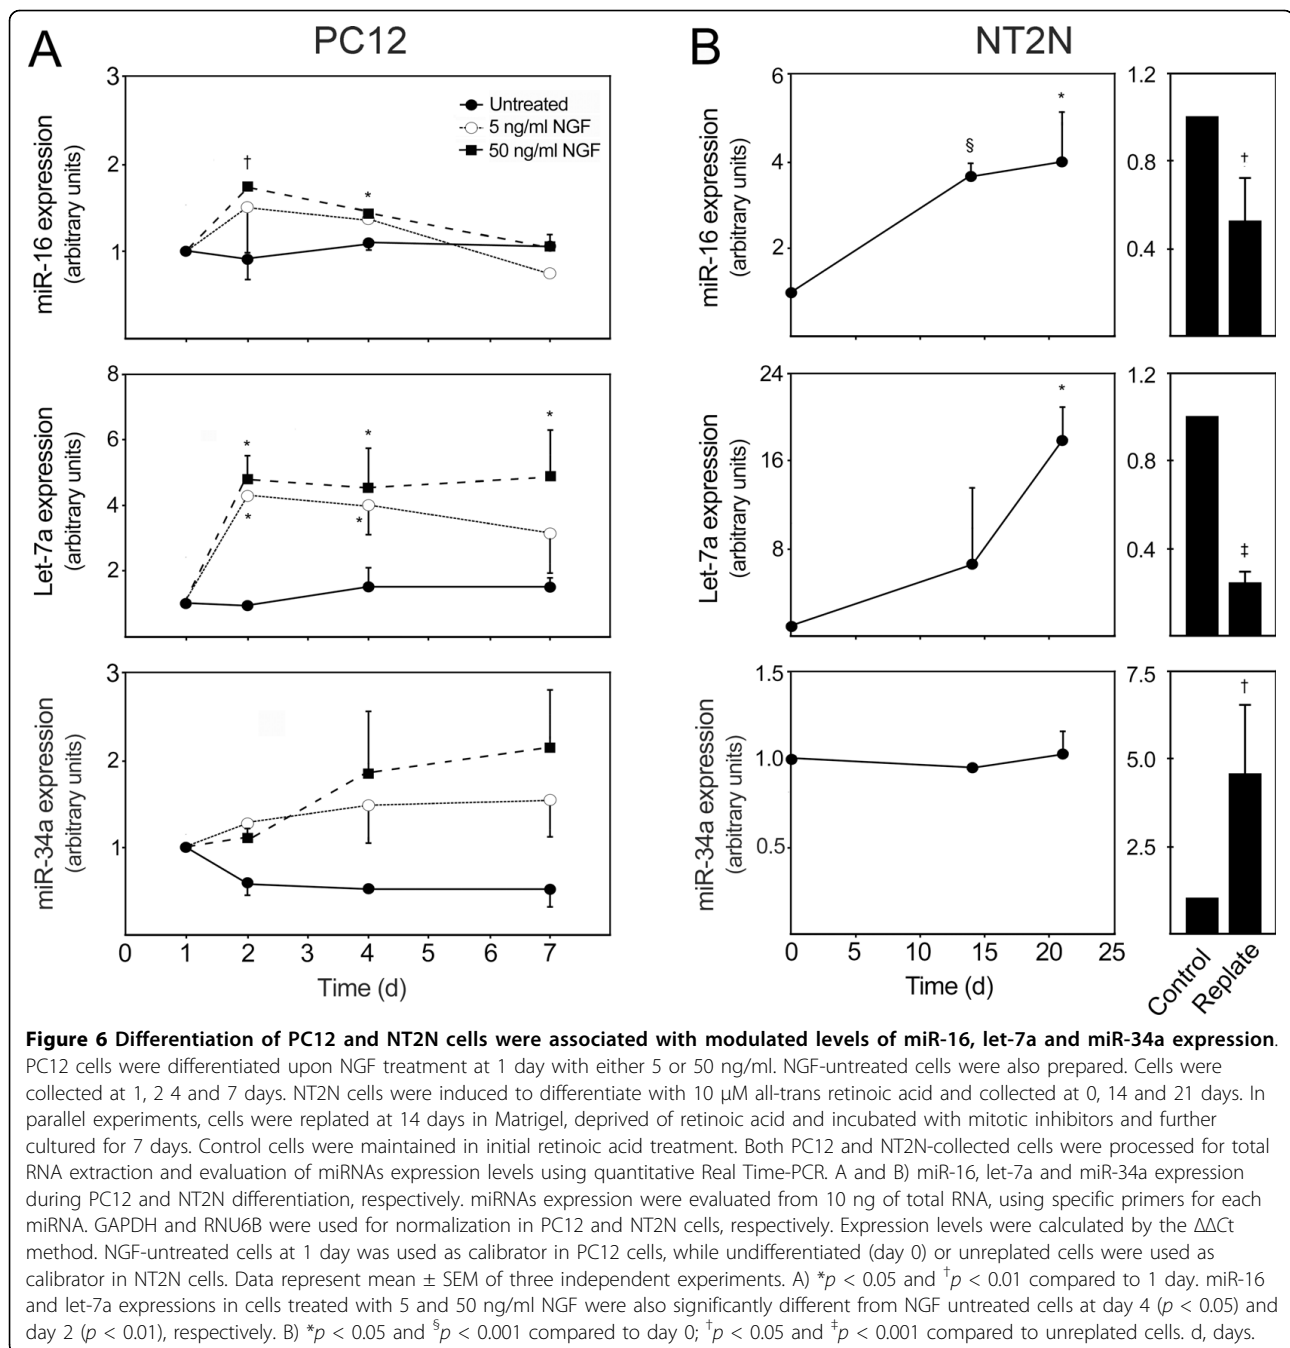 A
PC12
3
2
1
miR-16 expression
(arbitrary units)
Untreated
5 ng/ml NGF
50 ng/ml NGF
†
*
8
6
4
2
Let-7a expression
(arbitrary units)
*
*
*
*
*
3
2
1
miR-34a expression
(arbitrary units)
0 1 2 3 4 5 6 7
Time (d)
B
NT2N
6
4
2
miR-16 expression
(arbitrary units)
§
*
1.2
0.8
0.4
†
24
16
8
Let-7a expression
(arbitrary units)
*
1.2
0.8
0.4
‡
1.5
1.0
0.5
miR-34a expression
(arbitrary units)
0 5 10 15 20 25
Time (d)
7.5
5.0
2.5
†
Control
Replate
Figure 6 Differentiation of PC12 and NT2N cells were associated with modulated levels of miR-16, let-7a and miR-34a expression.
PC12 cells were differentiated upon NGF treatment at 1 day with either 5 or 50 ng/ml. NGF-untreated cells were also prepared. Cells were
collected at 1, 2 4 and 7 days. NT2N cells were induced to differentiate with 10 μM all-trans retinoic acid and collected at 0, 14 and 21 days. In
parallel experiments, cells were replated at 14 days in Matrigel, deprived of retinoic acid and incubated with mitotic inhibitors and further
cultured for 7 days. Control cells were maintained in initial retinoic acid treatment. Both PC12 and NT2N-collected cells were processed for total
RNA extraction and evaluation of miRNAs expression levels using quantitative Real Time-PCR. A and B) miR-16, let-7a and miR-34a expression
during PC12 and NT2N differentiation, respectively. miRNAs expression were evaluated from 10 ng of total RNA, using specific primers for each
miRNA. GAPDH and RNU6B were used for normalization in PC12 and NT2N cells, respectively. Expression levels were calculated by the ΔΔCt
method. NGF-untreated cells at 1 day was used as calibrator in PC12 cells, while undifferentiated (day 0) or unreplated cells were used as
calibrator in NT2N cells. Data represent mean ± SEM of three independent experiments. A) *p < 0.05 and †p < 0.01 compared to 1 day. miR-16
and let-7a expressions in cells treated with 5 and 50 ng/ml NGF were also significantly different from NGF untreated cells at day 4 (p < 0.05) and
day 2 (p < 0.01), respectively. B) *p < 0.05 and §p < 0.001 compared to day 0; †p < 0.05 and ‡p < 0.001 compared to unreplated cells. d, days.